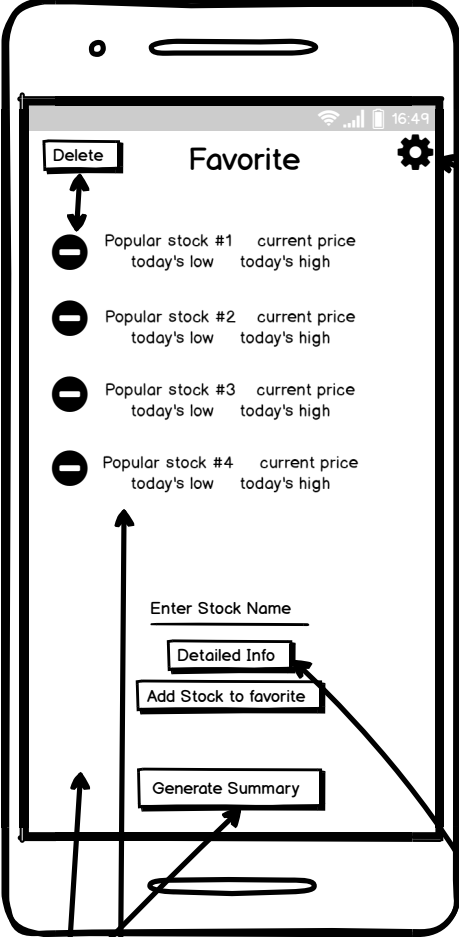 16:49
Delete
Favorite
Popular stock #1 current price
today's low today's high
Popular stock #2 current price
today's low today's high
Popular stock #3 current price
today's low today's high
Popular stock #4 current price
today's low today's high
Enter Stock Name
Detailed Info
Add Stock to favorite
Generate Summary